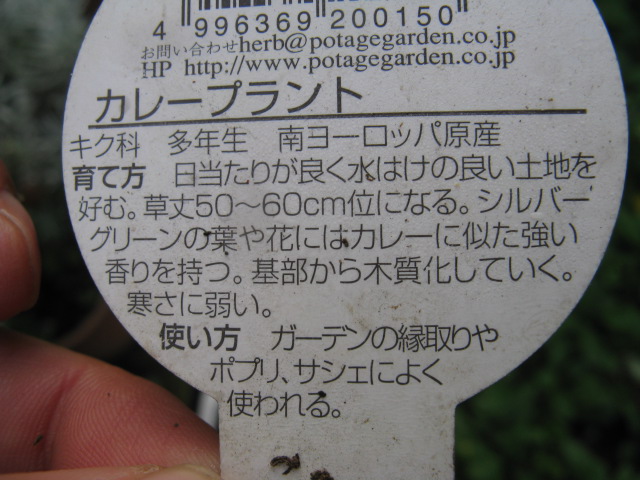 4 996369 200150
お問い合わせherb@potagegarden.co.jp
HP http://www.potagegarden.co.jp
カレープラント
キク科 多年生 南ヨーロッパ原産
育て方 日当たりが良く水はけの良い土地を
好む。草丈50～60cm位になる。シルバー
グリーンの葉や花にはカレーに似た強い
香りを持つ。基部から木質化していく。
寒さに弱い。
使い方 ガーデンの縁取りや
ポプリ、サシェによく
使われる。